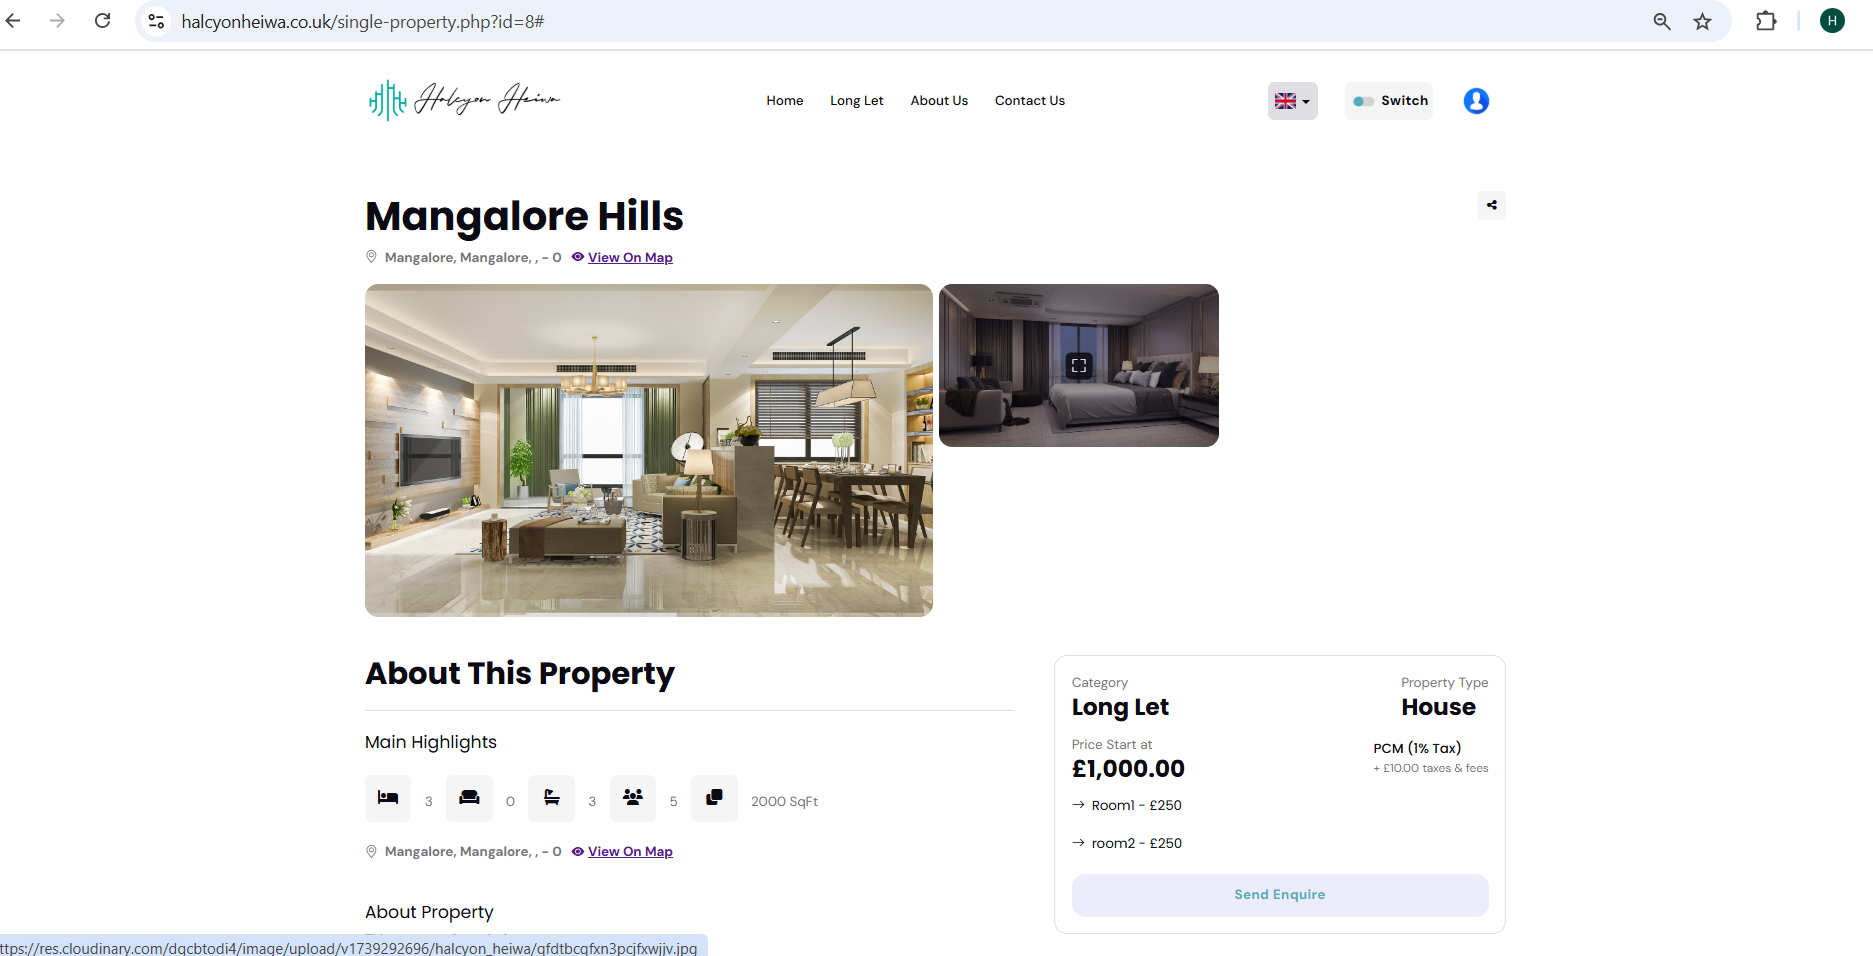 halcyonheiwa.co.uk/single-property.php?id=8#
H
Halcyon Heiwa
Home Long Let About Us Contact Us
Switch
Mangalore Hills
Mangalore, Mangalore, , - 0 View On Map
About This Property
Main Highlights
3 0 3 5 2000 SqFt
Mangalore, Mangalore, , - 0 View On Map
About Property
Category Property Type
Long Let House
Price Start at PCM (1% Tax)
£1,000.00 + £10.00 taxes & fees
→ Room1 - £250
→ room2 - £250
Send Enquire
ttps://res.cloudinary.com/dqcbtodi4/image/upload/v1739292696/halcyon_heiwa/qfdtbcqfxn3pcjfxwjjv.jpg